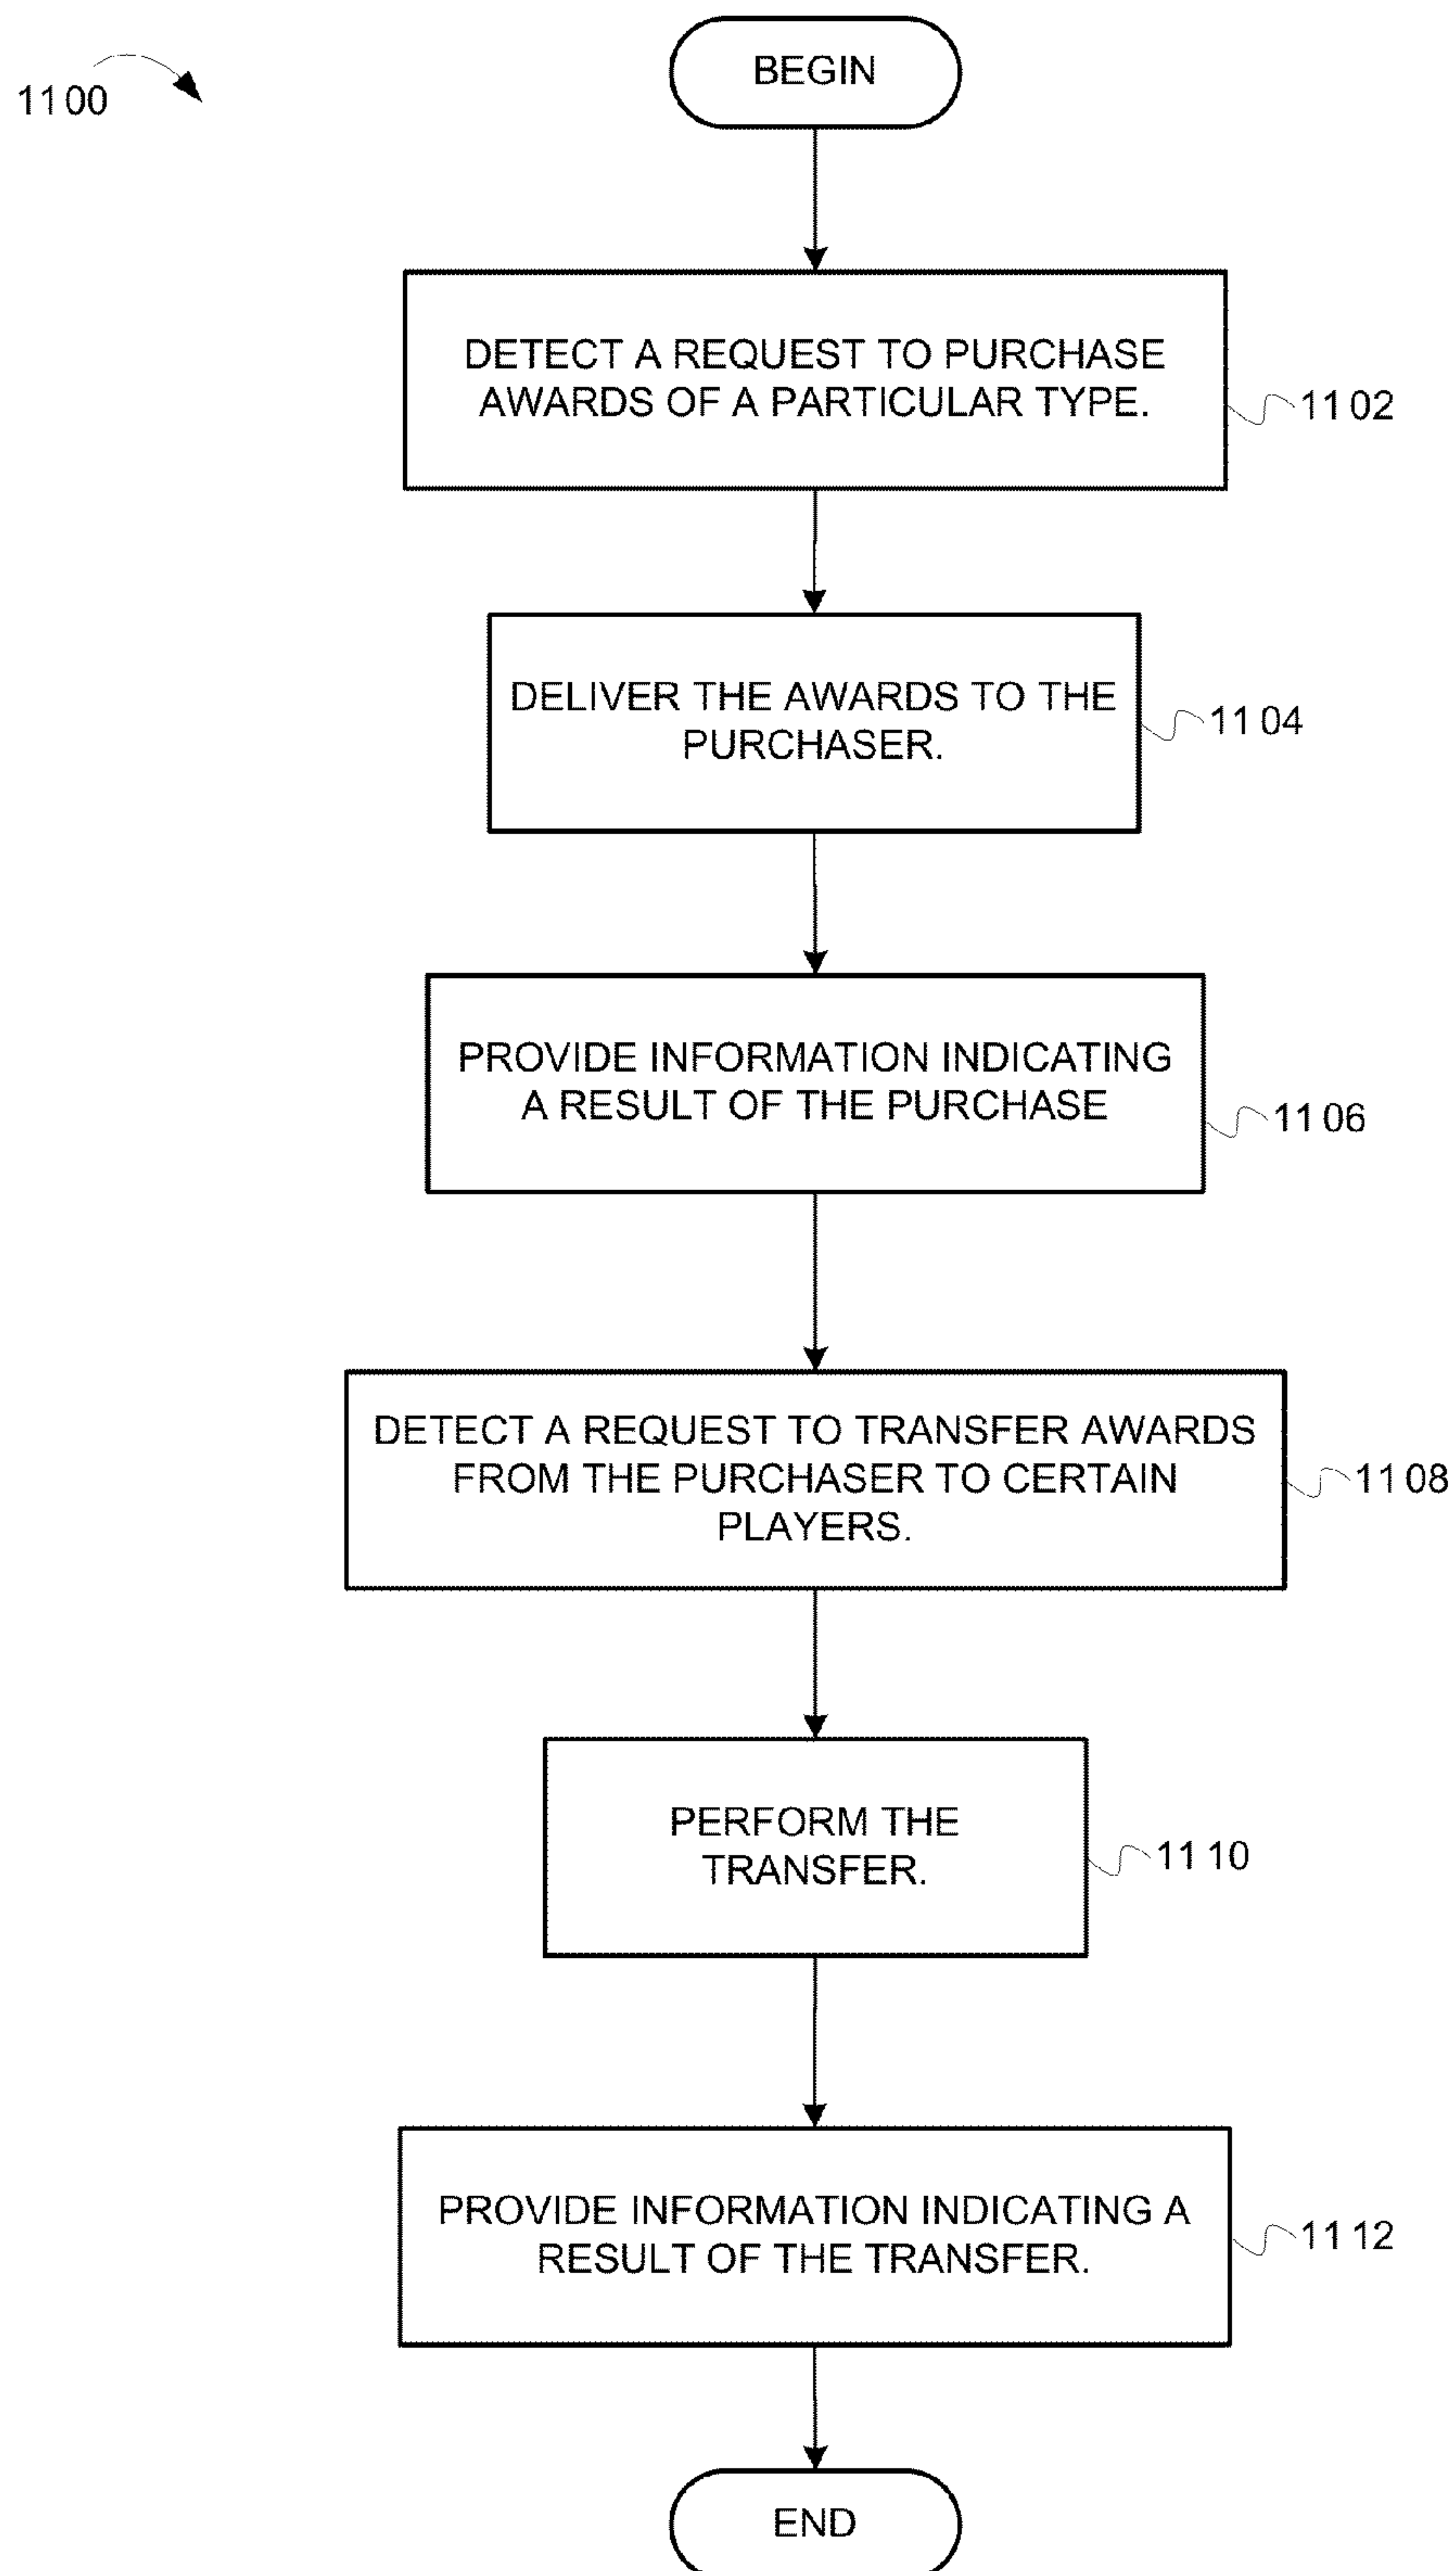 1100
BEGIN
DETECT A REQUEST TO PURCHASE
AWARDS OF A PARTICULAR TYPE.
1102
DELIVER THE AWARDS TO THE
PURCHASER.
1104
PROVIDE INFORMATION INDICATING
A RESULT OF THE PURCHASE
1106
DETECT A REQUEST TO TRANSFER AWARDS
FROM THE PURCHASER TO CERTAIN
PLAYERS.
1108
PERFORM THE
TRANSFER.
1110
PROVIDE INFORMATION INDICATING A
RESULT OF THE TRANSFER.
1112
END